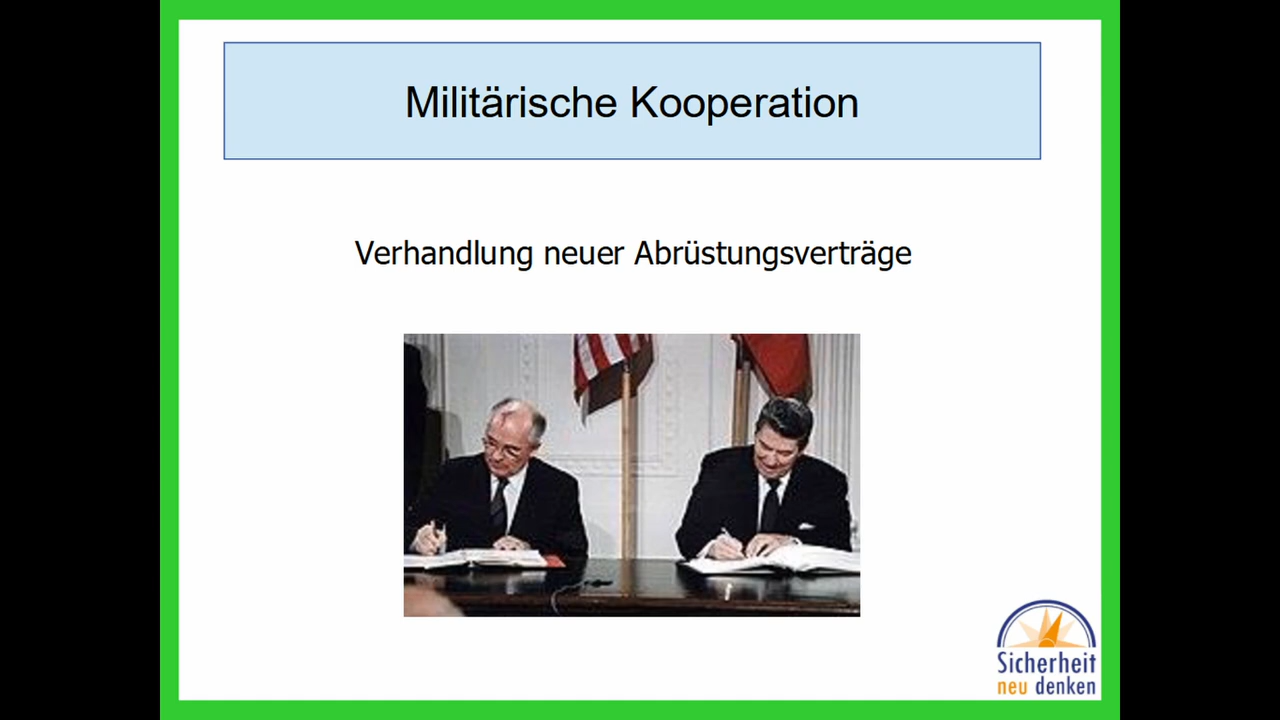 Militärische Kooperation
Verhandlung neuer Abrüstungsverträge
Sicherheit
neu denken